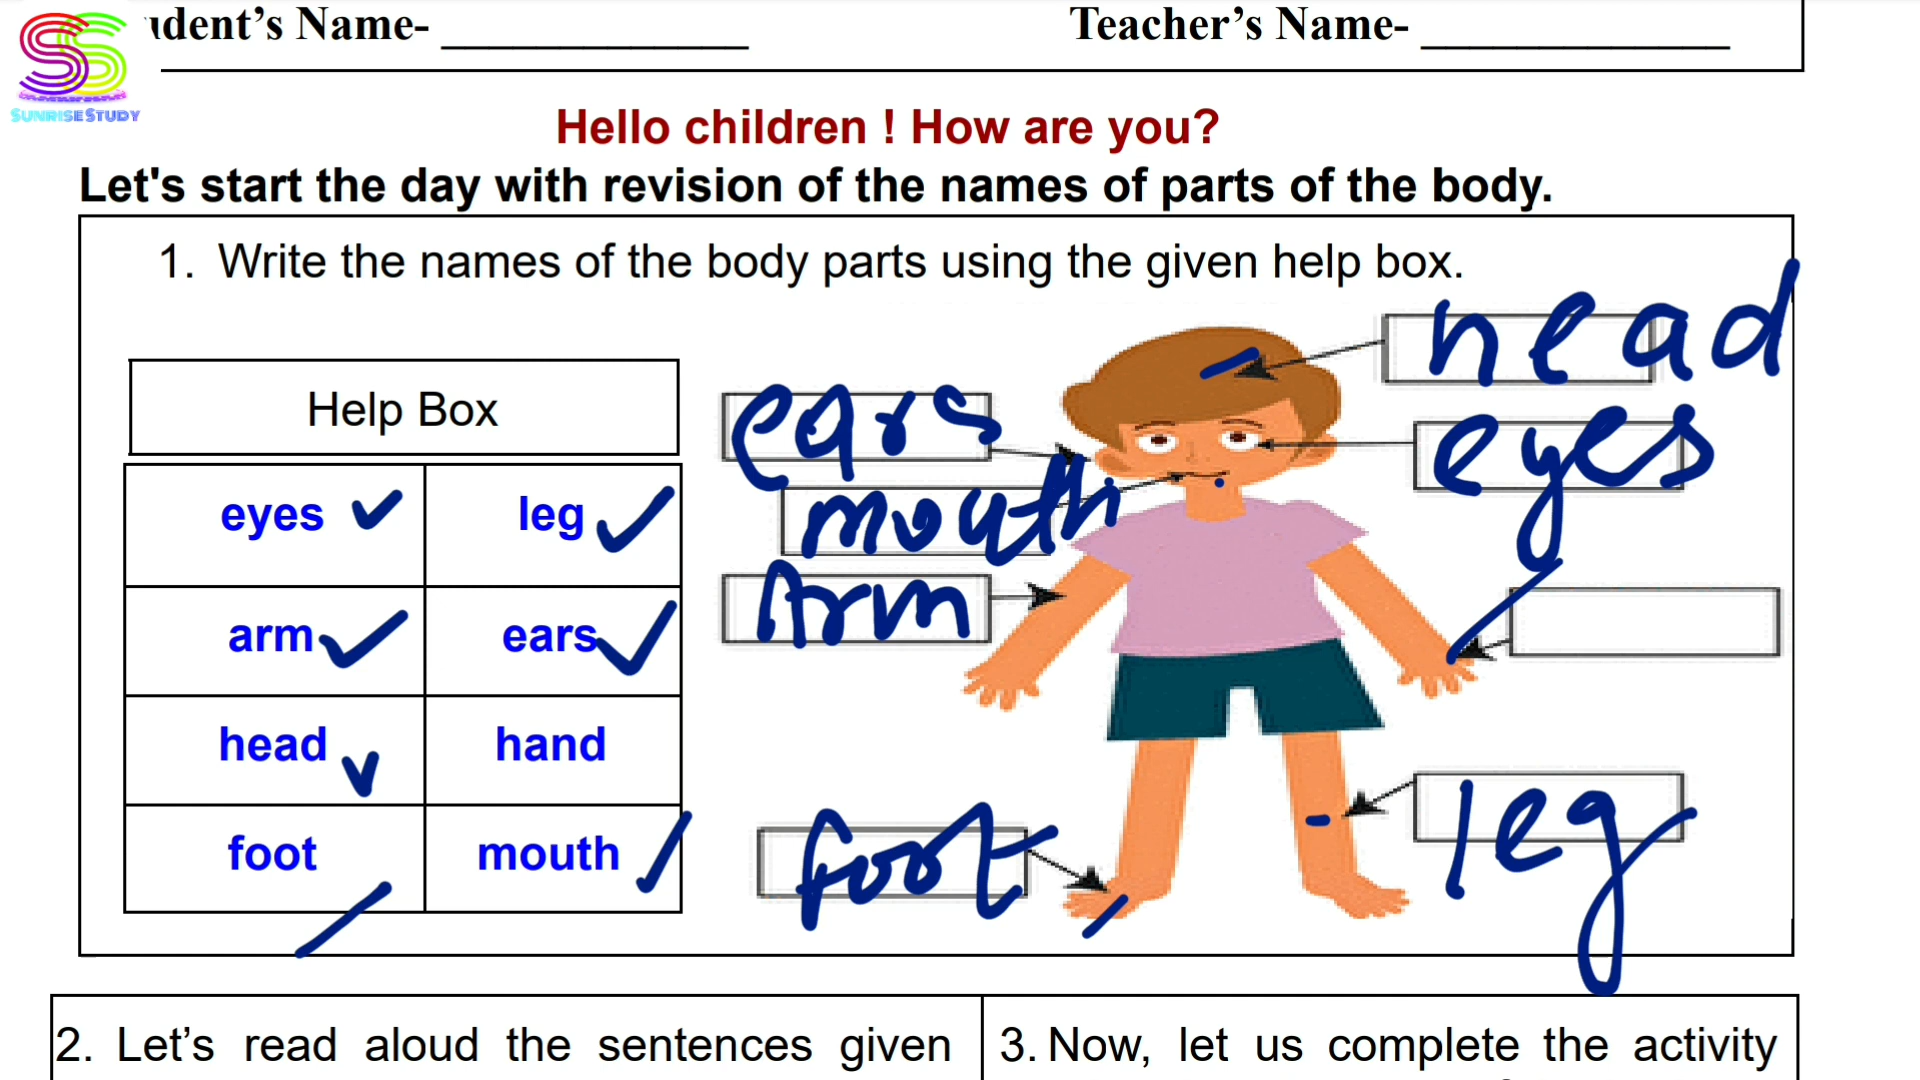 udent's Name- _____________ Teacher's Name- _____________
SUNRISE STUDY
Hello children ! How are you?
Let's start the day with revision of the names of parts of the body.
1. Write the names of the body parts using the given help box.
head
Help Box
ears
eyes
eyes leg
mouth
Arm
arm ears
head hand
leg
foot mouth
foot
2. Let’s read aloud the sentences given
3. Now, let us complete the activity